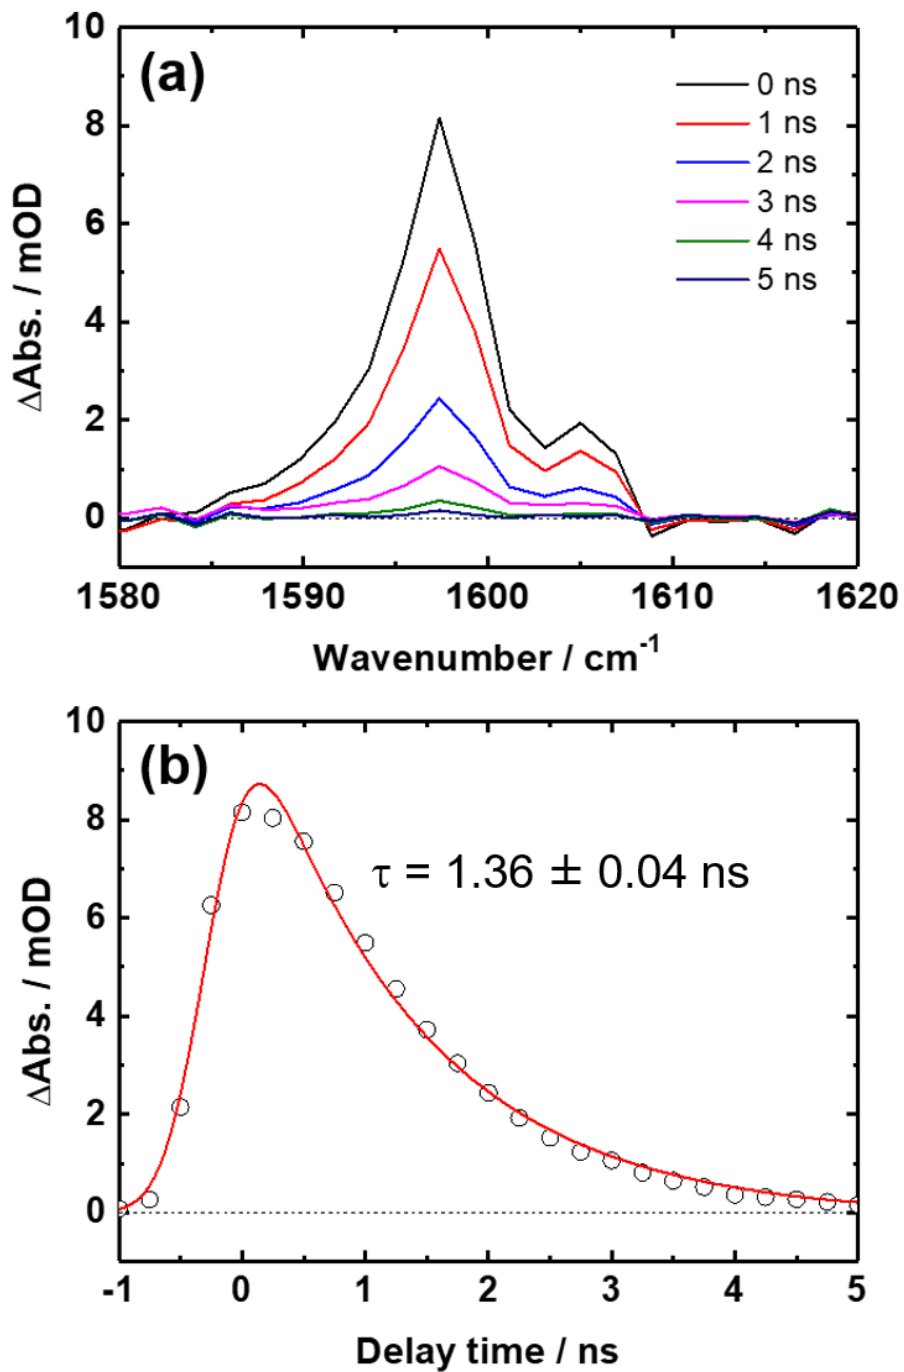 (a)
0 ns
1 ns
2 ns
3 ns
4 ns
5 ns
10
8
6
4
2
0
ΔAbs. / mOD
1580 1590 1600 1610 1620
Wavenumber / cm⁻¹
(b)
τ = 1.36 ± 0.04 ns
10
8
6
4
2
0
ΔAbs. / mOD
-1 0 1 2 3 4 5
Delay time / ns